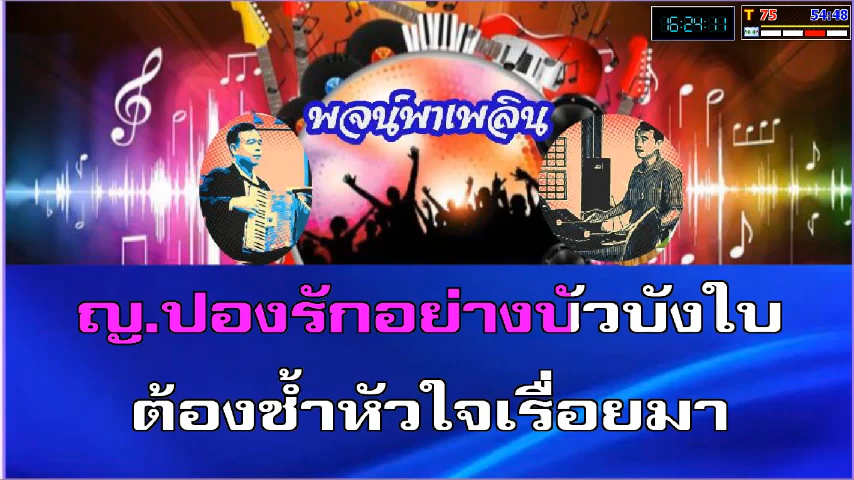 16:24:11
T 75 54:48
พจน์พาเพลิน
ญ.ปองรักอย่างบัวบังใบ
ต้องซ้ำหัวใจเรื่อยมา